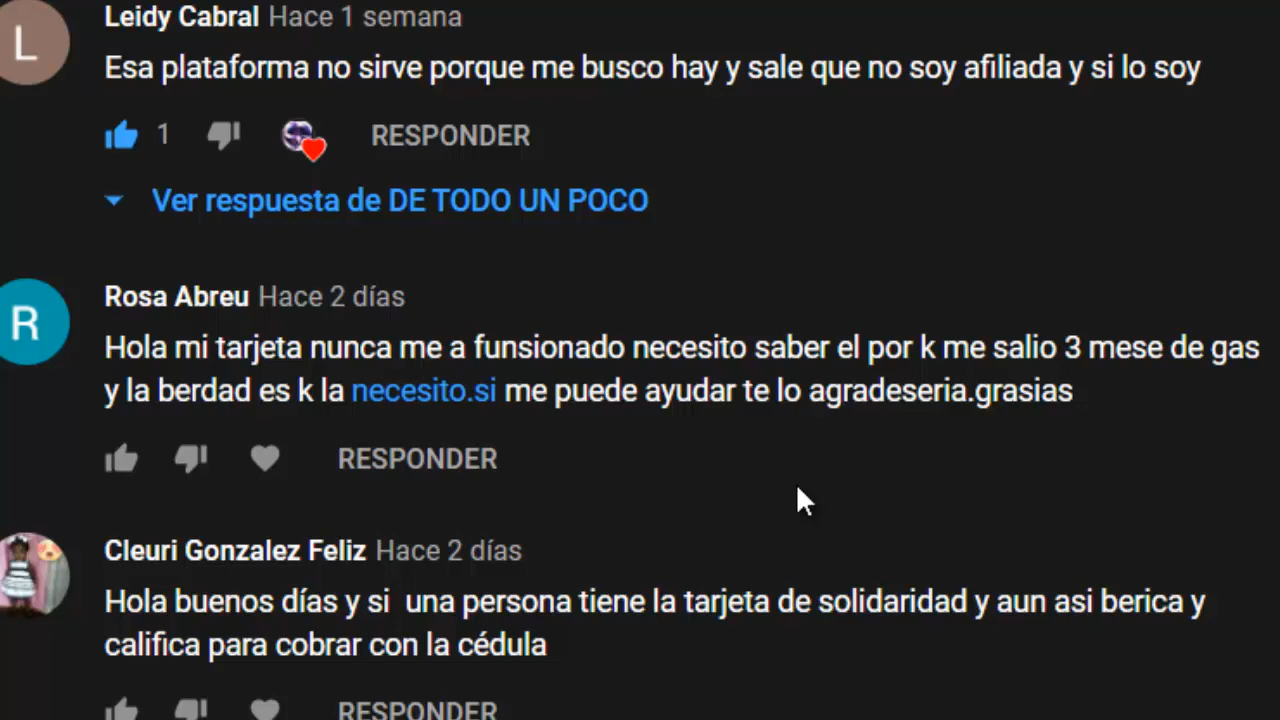 L
Leidy Cabral Hace 1 semana
Esa plataforma no sirve porque me busco hay y sale que no soy afiliada y si lo soy
1 RESPONDER
Ver respuesta de DE TODO UN POCO
R
Rosa Abreu Hace 2 días
Hola mi tarjeta nunca me a funsionado necesito saber el por k me salio 3 mese de gas
y la berdad es k la necesito.si me puede ayudar te lo agradeseria.grasias
RESPONDER
Cleuri Gonzalez Feliz Hace 2 días
Hola buenos días y si  una persona tiene la tarjeta de solidaridad y aun asi berica y
califica para cobrar con la cédula
RESPONDER